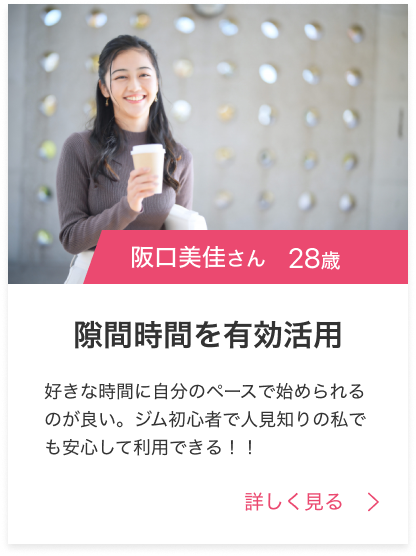 阪口美佳さん 28歳
隙間時間を有効活用
好きな時間に自分のペースで始められる
のが良い。ジム初心者で人見知りの私で
も安心して利用できる！！
詳しく見る